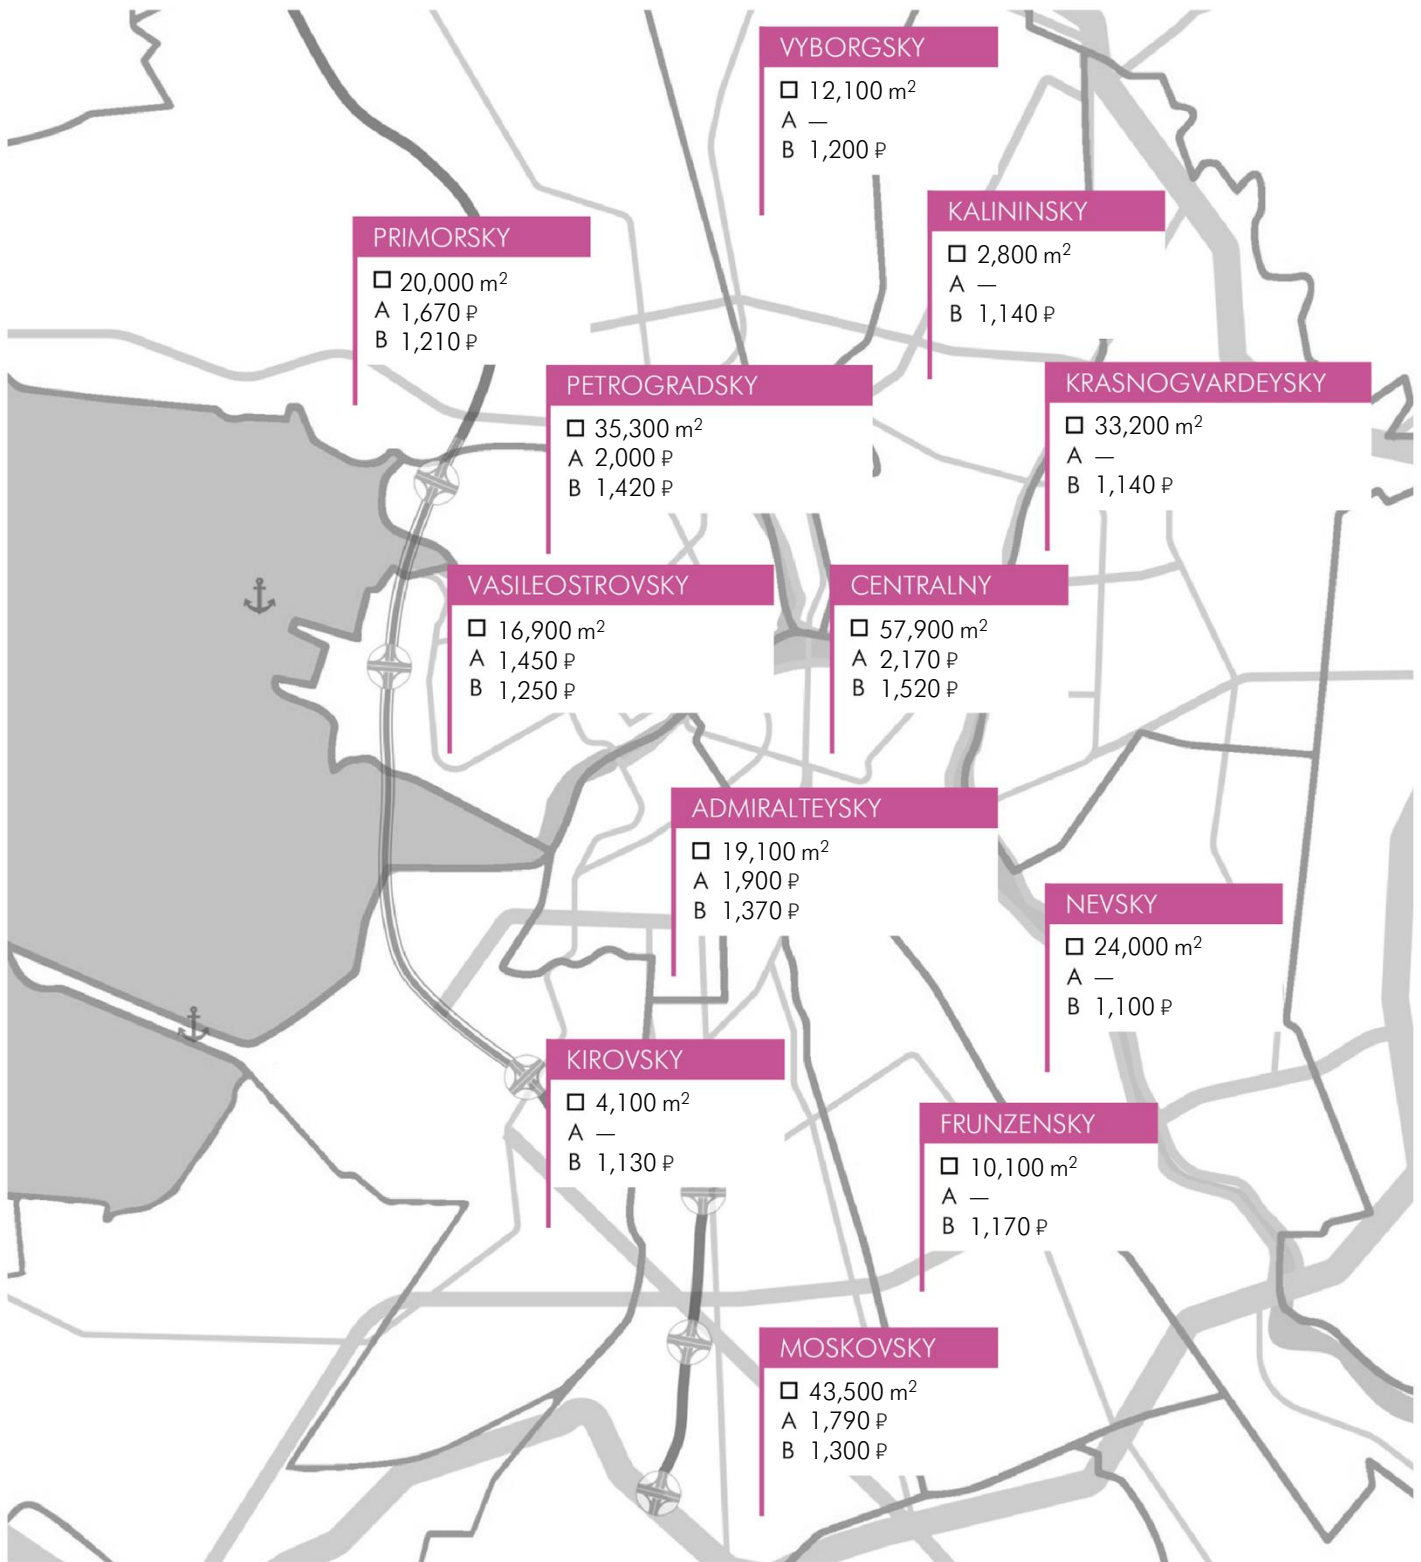 VYBORGSKY
12,100 m²
A —
B 1,200 ₽
KALININSKY
2,800 m²
A —
B 1,140 ₽
PRIMORSKY
20,000 m²
A 1,670 ₽
B 1,210 ₽
PETROGRADSKY
35,300 m²
A 2,000 ₽
B 1,420 ₽
KRASNOGVARDEYSKY
33,200 m²
A —
B 1,140 ₽
VASILEOSTROVSKY
16,900 m²
A 1,450 ₽
B 1,250 ₽
CENTRALNY
57,900 m²
A 2,170 ₽
B 1,520 ₽
ADMIRALTEYSKY
19,100 m²
A 1,900 ₽
B 1,370 ₽
NEVSKY
24,000 m²
A —
B 1,100 ₽
KIROVSKY
4,100 m²
A —
B 1,130 ₽
FRUNZENSKY
10,100 m²
A —
B 1,170 ₽
MOSKOVSKY
43,500 m²
A 1,790 ₽
B 1,300 ₽